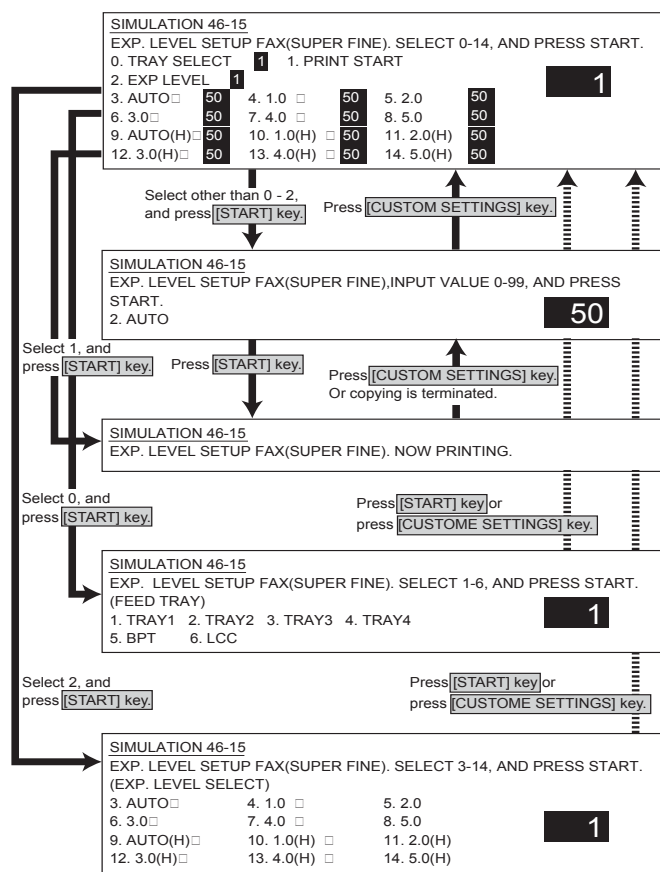 SIMULATION 46-15
EXP. LEVEL SETUP FAX(SUPER FINE). SELECT 0-14, AND PRESS START.
0. TRAY SELECT 1 1. PRINT START
2. EXP LEVEL 1
1
3. AUTO□ 50 4. 1.0 □ 50 5. 2.0 50
6. 3.0□ 50 7. 4.0 □ 50 8. 5.0 50
9. AUTO(H)□ 50 10. 1.0(H) □ 50 11. 2.0(H) 50
12. 3.0(H)□ 50 13. 4.0(H) □ 50 14. 5.0(H) 50
Select other than 0 - 2,
and press [START] key.
Press [CUSTOM SETTINGS] key.
SIMULATION 46-15
EXP. LEVEL SETUP FAX(SUPER FINE),INPUT VALUE 0-99, AND PRESS
START.
2. AUTO
50
Select 1, and
press [START] key.
Press [START] key.
Press [CUSTOM SETTINGS] key.
Or copying is terminated.
SIMULATION 46-15
EXP. LEVEL SETUP FAX(SUPER FINE). NOW PRINTING.
Select 0, and
press [START] key.
Press [START] key or
press [CUSTOME SETTINGS] key.
SIMULATION 46-15
EXP. LEVEL SETUP FAX(SUPER FINE). SELECT 1-6, AND PRESS START.
(FEED TRAY)
1. TRAY1 2. TRAY2 3. TRAY3 4. TRAY4
5. BPT 6. LCC
1
Select 2, and
press [START] key.
Press [START] key or
press [CUSTOME SETTINGS] key.
SIMULATION 46-15
EXP. LEVEL SETUP FAX(SUPER FINE). SELECT 3-14, AND PRESS START.
(EXP. LEVEL SELECT)
3. AUTO□ 4. 1.0 □ 5. 2.0
6. 3.0□ 7. 4.0 □ 8. 5.0
9. AUTO(H)□ 10. 1.0(H) □ 11. 2.0(H)
12. 3.0(H)□ 13. 4.0(H) □ 14. 5.0(H)
1